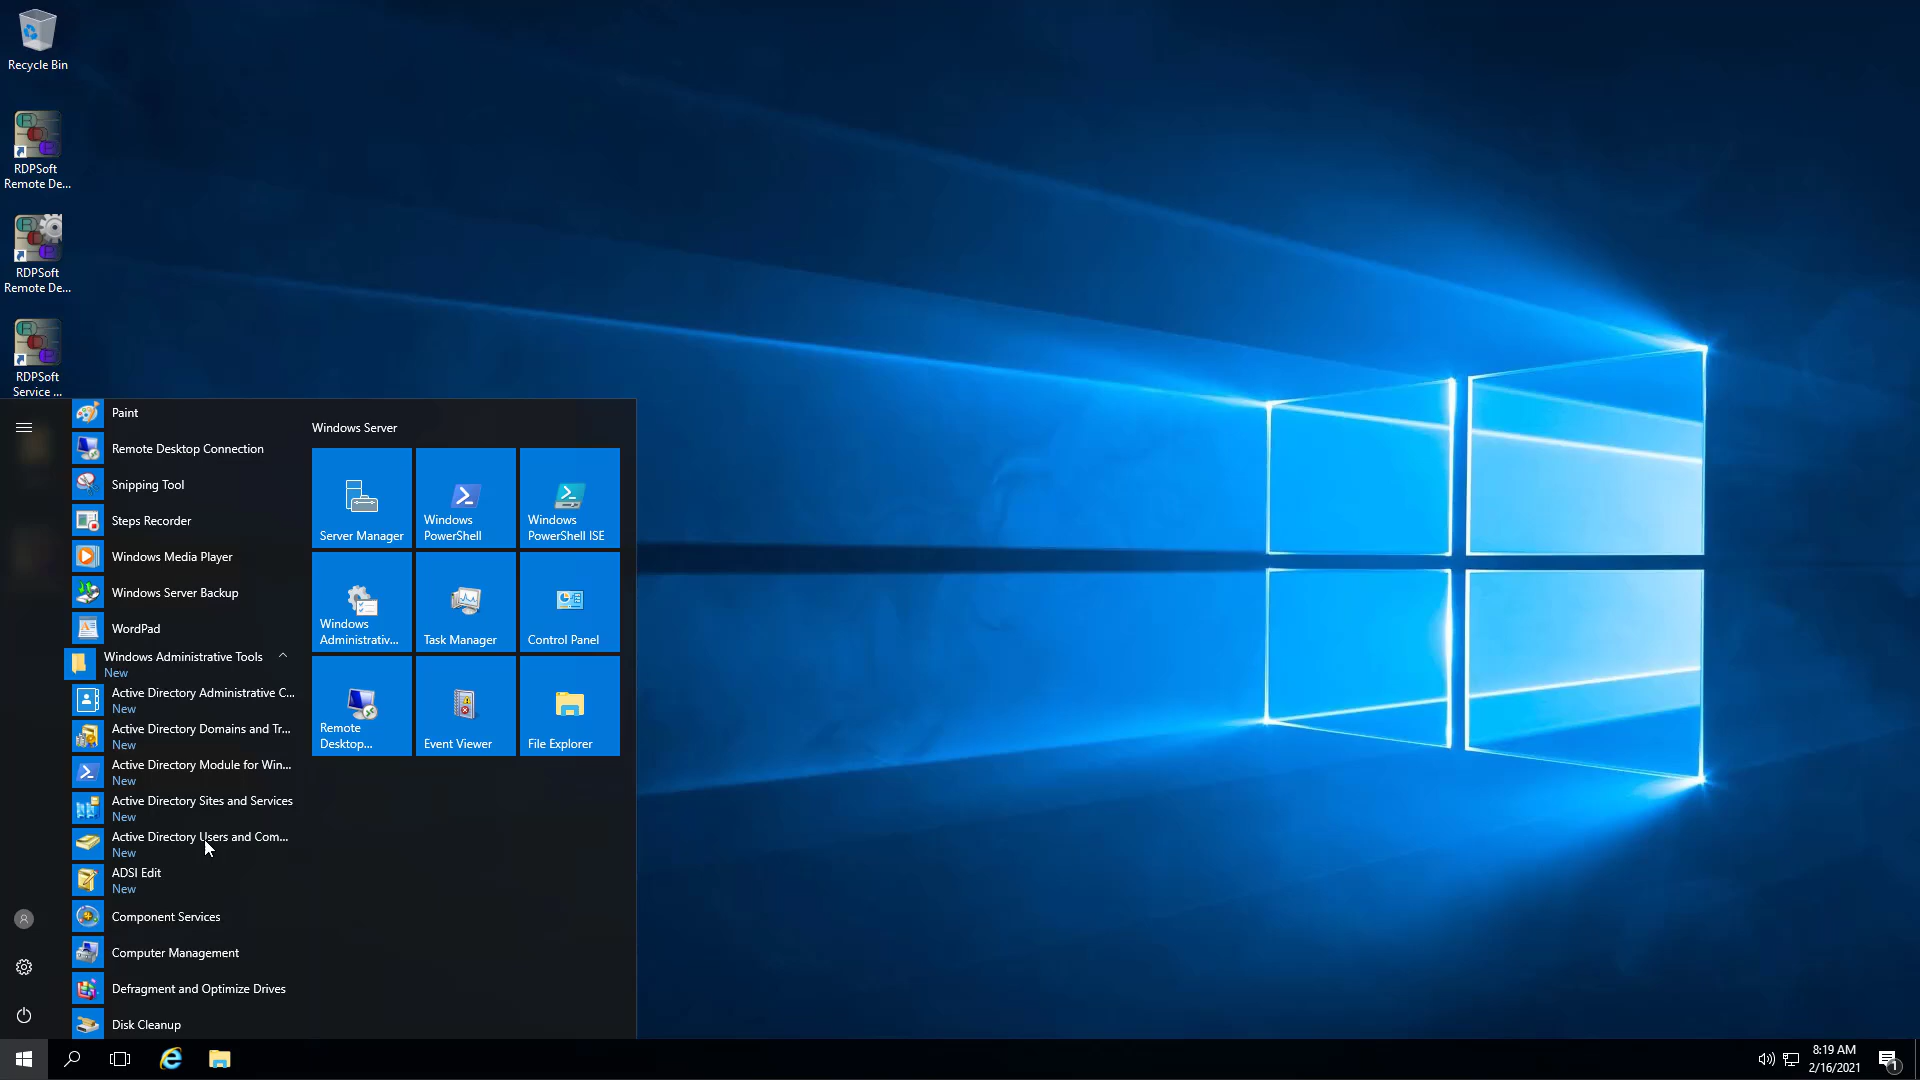 Recycle Bin
RDPSoft
Remote De...
RDPSoft
Remote De...
RDPSoft
Service ...
Paint
Remote Desktop Connection
Snipping Tool
Steps Recorder
Windows Media Player
Windows Server Backup
WordPad
Windows Administrative Tools
New
Active Directory Administrative C...
New
Active Directory Domains and Tr...
New
Active Directory Module for Win...
New
Active Directory Sites and Services
New
Active Directory Users and Com...
New
ADSI Edit
New
Component Services
Computer Management
Defragment and Optimize Drives
Disk Cleanup
Windows Server
Server Manager
Windows
PowerShell
Windows
PowerShell ISE
Windows
Administrativ...
Task Manager
Control Panel
Remote
Desktop...
Event Viewer
File Explorer
8:19 AM
2/16/2021
1